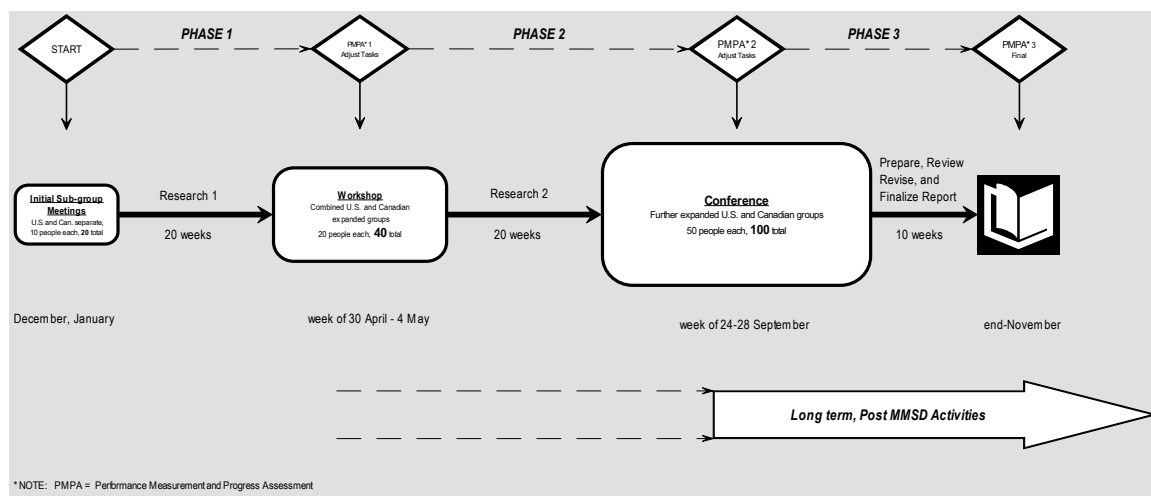 START
PHASE 1
PMPA*1
Adjust Tasks
PHASE 2
PMPA*2
Adjust Tasks
PHASE 3
PMPA*3
Final
Initial Sub-group
Meetings
U.S and Can. separate,
10 people each, 20 total
Research 1
20 weeks
Workshop
Combined U.S. and Canadian
expanded groups
20 people each, 40 total
Research 2
20 weeks
Conference
Further expanded U.S. and Canadian groups
50 people each, 100 total
Prepare, Review
Revise, and
Finalize Report
10 weeks
December, January
week of 30 April - 4 May
week of 24-28 September
end-November
Long term, Post MMSD Activities
* NOTE: PMPA = Performance Measurement and Progress Assessment